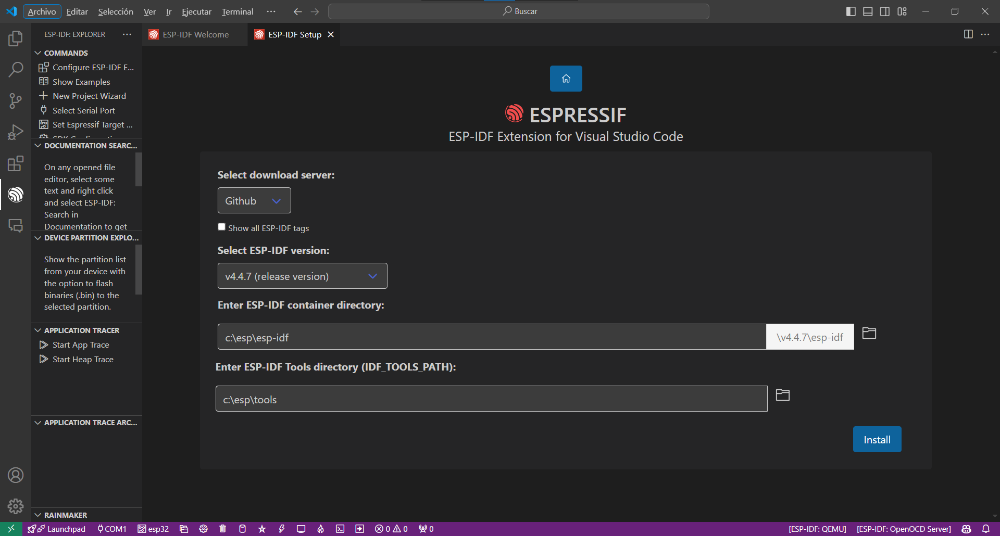 Archivo Editar Selección Ver Ir Ejecutar Terminal ··· Buscar
ESP-IDF: EXPLORER ···
ESP-IDF Welcome
ESP-IDF Setup
COMMANDS
Configure ESP-IDF E...
Show Examples
New Project Wizard
Select Serial Port
Set Espressif Target ...
DOCUMENTATION SEARC...
On any opened file
editor, select some
text and right click
and select ESP-IDF:
Search in
Documentation to get
DEVICE PARTITION EXPLO...
Show the partition list
from your device with
the option to flash
binaries (.bin) to the
selected partition.
APPLICATION TRACER
Start App Trace
Start Heap Trace
APPLICATION TRACE ARC...
RAINMAKER
ESPRESSIF
ESP-IDF Extension for Visual Studio Code
Select download server:
Github
Show all ESP-IDF tags
Select ESP-IDF version:
v4.4.7 (release version)
Enter ESP-IDF container directory:
c:\esp\esp-idf \v4.4.7\esp-idf
Enter ESP-IDF Tools directory (IDF_TOOLS_PATH):
c:\esp\tools
Install
Launchpad COM1 esp32 0 0 0 [ESP-IDF: QEMU] [ESP-IDF: OpenOCD Server]